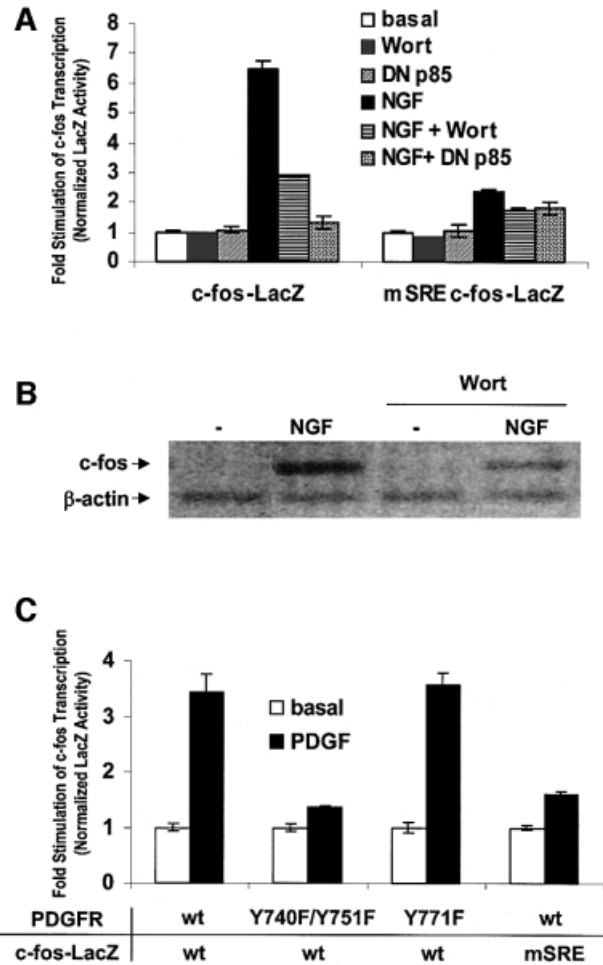 A
Fold Stimulation of c-fos Transcription
(Normalized LacZ Activity)
8
7
6
5
4
3
2
1
0
basal
Wort
DN p85
NGF
NGF + Wort
NGF+ DN p85
c-fos-LacZ
mSRE c-fos-LacZ
B
Wort
- NGF - NGF
c-fos
β-actin
C
Fold Stimulation of c-fos Transcription
(Normalized LacZ Activity)
4
3
2
1
0
basal
PDGF
PDGFR wt Y740F/Y751F Y771F wt
c-fos-LacZ wt wt wt mSRE